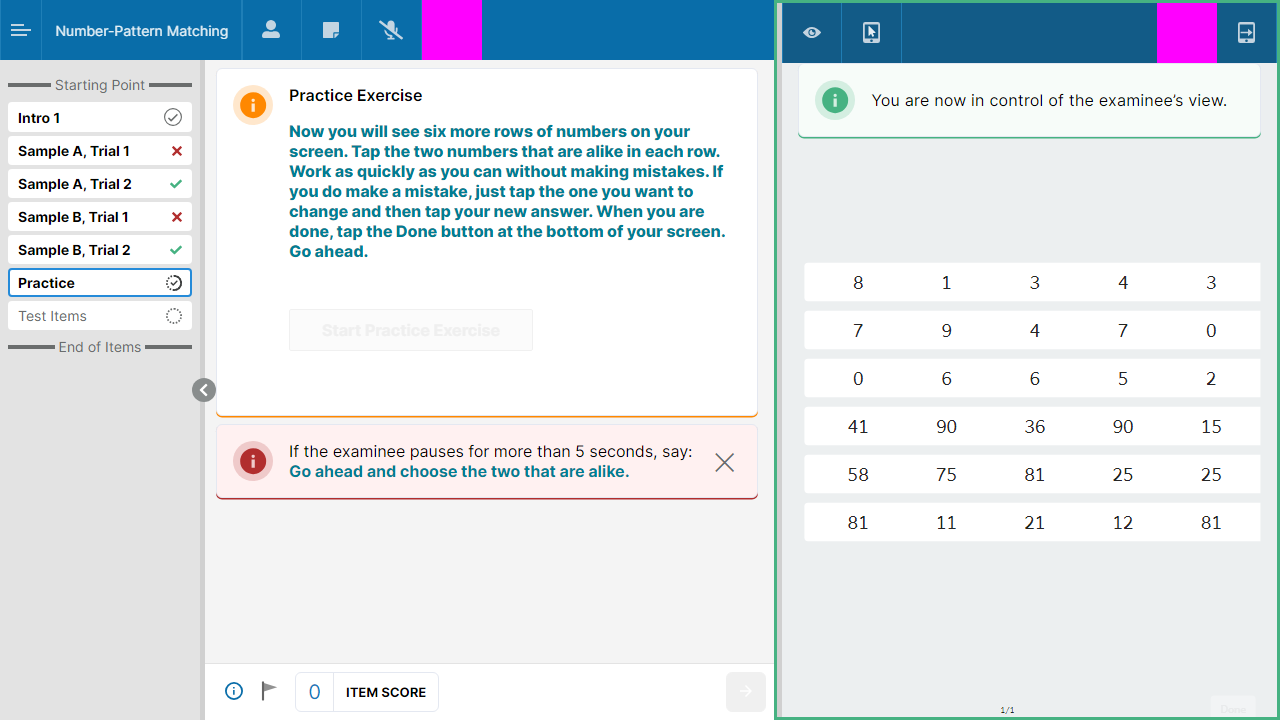 Number-Pattern Matching
Starting Point
Intro 1
Sample A, Trial 1
Sample A, Trial 2
Sample B, Trial 1
Sample B, Trial 2
Practice
Test Items
End of Items
Practice Exercise
Now you will see six more rows of numbers on your
screen. Tap the two numbers that are alike in each row.
Work as quickly as you can without making mistakes. If
you do make a mistake, just tap the one you want to
change and then tap your new answer. When you are
done, tap the Done button at the bottom of your screen.
Go ahead.
Start Practice Exercise
If the examinee pauses for more than 5 seconds, say:
Go ahead and choose the two that are alike.
0 ITEM SCORE
You are now in control of the examinee’s view.
8 1 3 4 3
7 9 4 7 0
0 6 6 5 2
41 90 36 90 15
58 75 81 25 25
81 11 21 12 81
1/1
Done